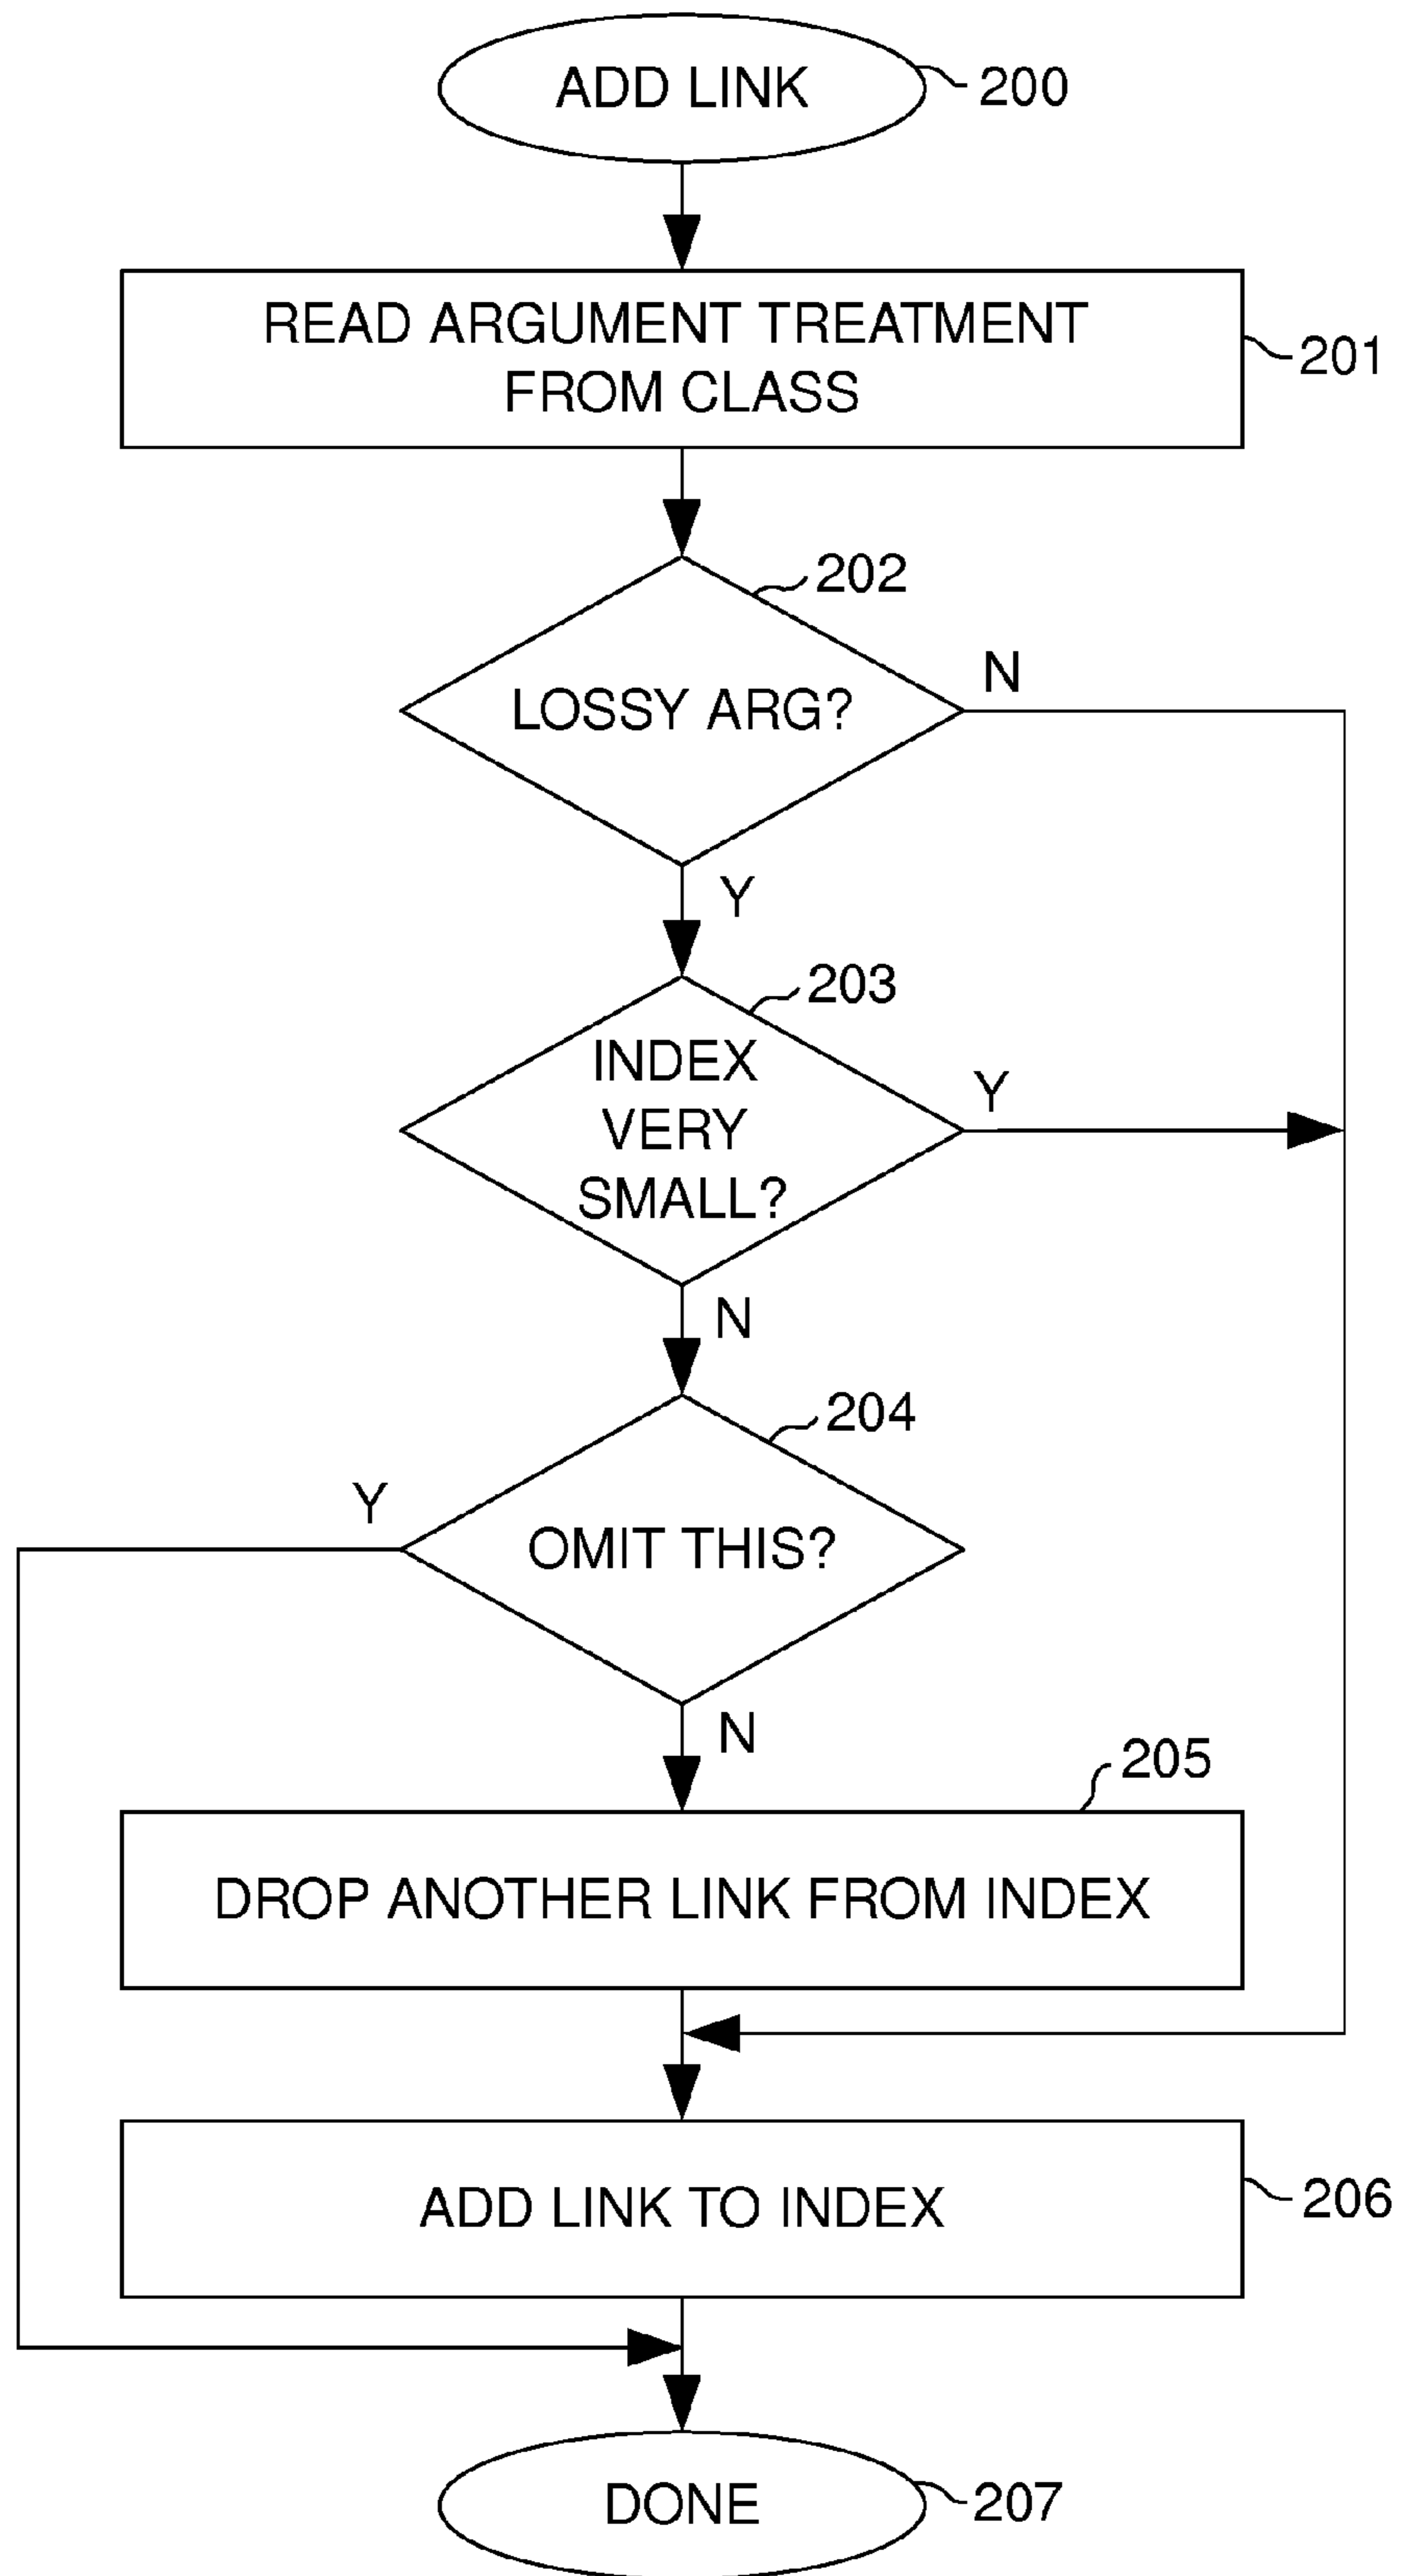 ADD LINK
200
READ ARGUMENT TREATMENT
FROM CLASS
201
202
LOSSY ARG?
N
Y
203
INDEX
VERY
SMALL?
Y
N
204
Y
OMIT THIS?
N
205
DROP ANOTHER LINK FROM INDEX
ADD LINK TO INDEX
206
DONE
207